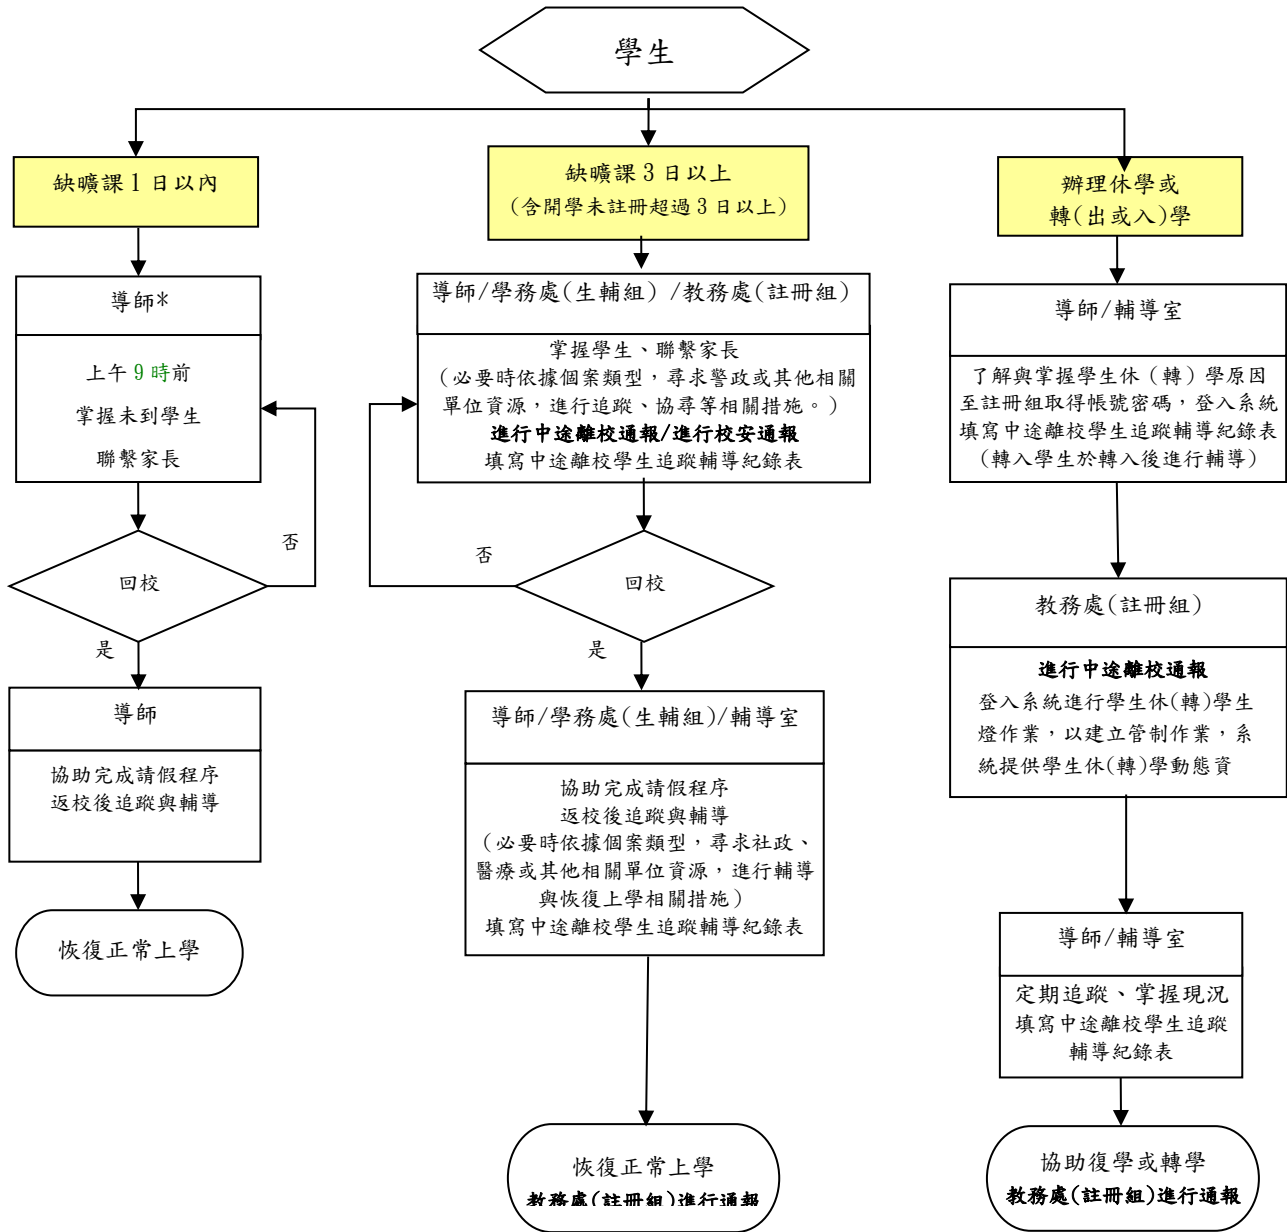 學生
缺曠課 1 日以內
導師*
上午 9 時前
掌握未到學生
聯繫家長
回校
否
是
導師
協助完成請假程序
返校後追蹤與輔導
恢復正常上學
缺曠課 3 日以上
(含開學未註冊超過 3 日以上)
導師/學務處(生輔組) /教務處(註冊組)
掌握學生、聯繫家長
(必要時依據個案類型，尋求警政或其他相關
單位資源，進行追蹤、協尋等相關措施。)
進行中途離校通報/進行校安通報
填寫中途離校學生追蹤輔導紀錄表
回校
否
是
導師/學務處(生輔組)/輔導室
協助完成請假程序
返校後追蹤與輔導
(必要時依據個案類型，尋求社政、
醫療或其他相關單位資源，進行輔導
與恢復上學相關措施)
填寫中途離校學生追蹤輔導紀錄表
恢復正常上學
教務處(註冊組)進行通報
辦理休學或
轉(出或入)學
導師/輔導室
了解與掌握學生休（轉）學原因
至註冊組取得帳號密碼，登入系統
填寫中途離校學生追蹤輔導紀錄表
(轉入學生於轉入後進行輔導)
教務處(註冊組)
進行中途離校通報
登入系統進行學生休(轉)學生
燈作業，以建立管制作業，系
統提供學生休(轉)學動態資
導師/輔導室
定期追蹤、掌握現況
填寫中途離校學生追蹤
輔導紀錄表
協助復學或轉學
教務處(註冊組)進行通報